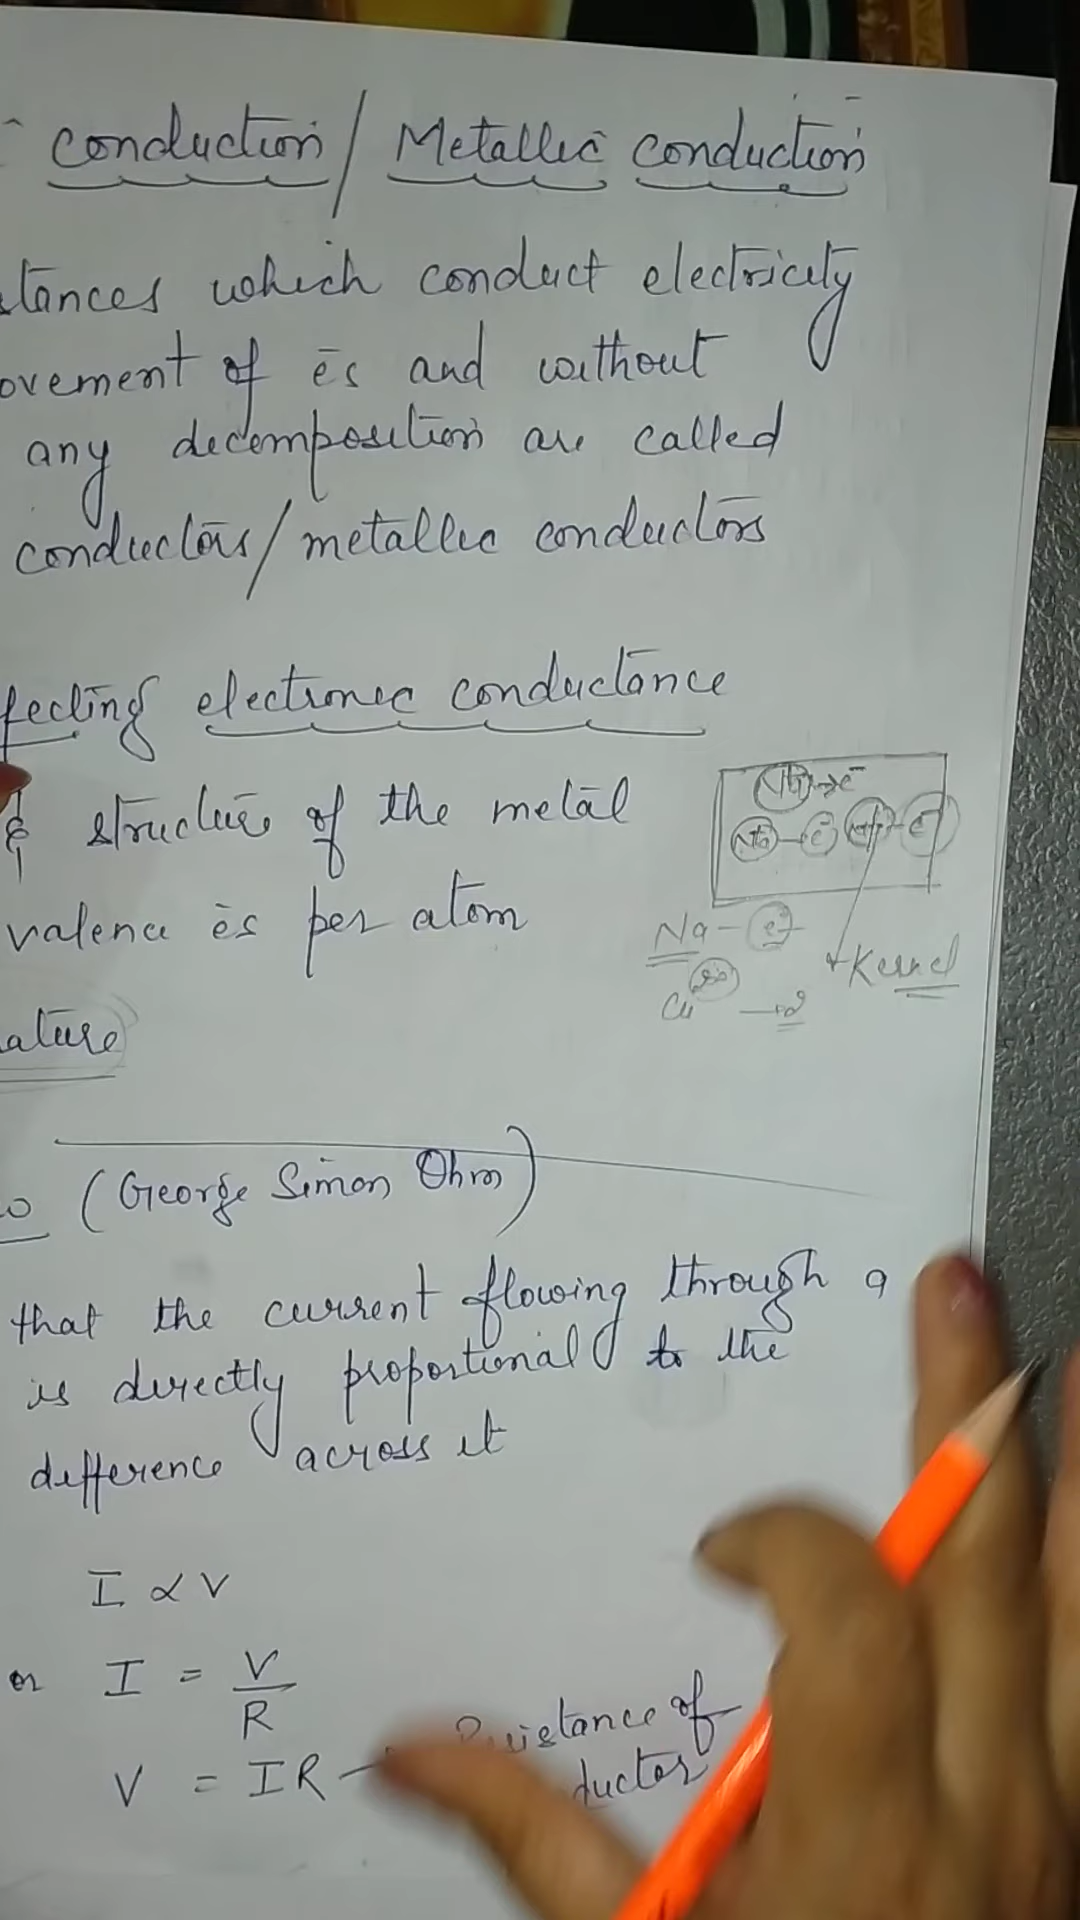 conduction / Metallic conduction
tances which conduct electricity
ovement of ēs and without
any decomposition are called
conductors/metallic conductors
fecting electronic conductance
& structure of the metal
valence ēs per atom
ature
Na - e
Kernel
Cu → 2
(George Simon Ohm)
that the current flowing through a
is directly proportional to the
difference across it
I ∝ V
or I = V/R
V = IR
istance of
ductor